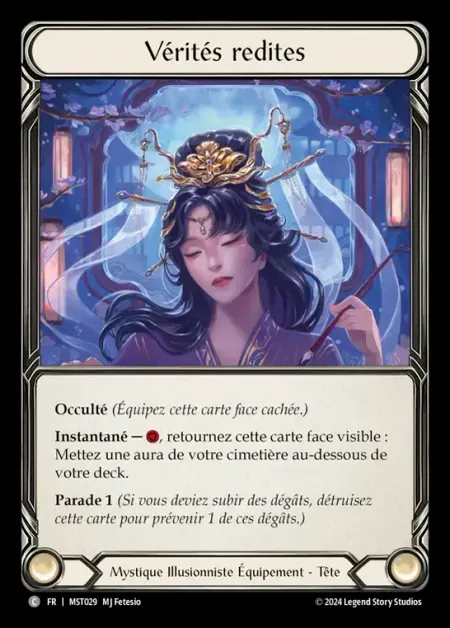 Vérités redites
Occulté (Équipez cette carte face cachée.)
Instantané — , retournez cette carte face visible :
Mettez une aura de votre cimetière au-dessous de
votre deck.
Parade 1 (Si vous deviez subir des dégâts, détruisez
cette carte pour prévenir 1 de ces dégâts.)
Mystique Illusionniste Équipement - Tête
C FR | MST029 MJ Fetesio © 2024 Legend Story Studios